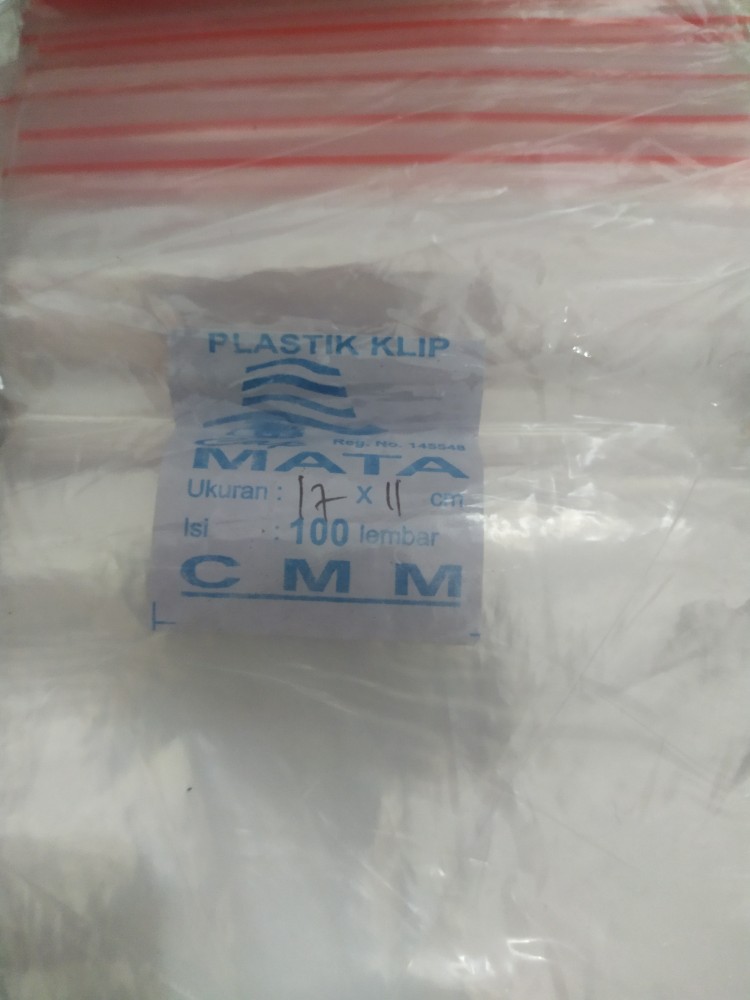 PLASTIK KLIP
Reg. No. 145548
MATA
Ukuran : 17 x 11 cm
Isi : 100 lembar
C M M